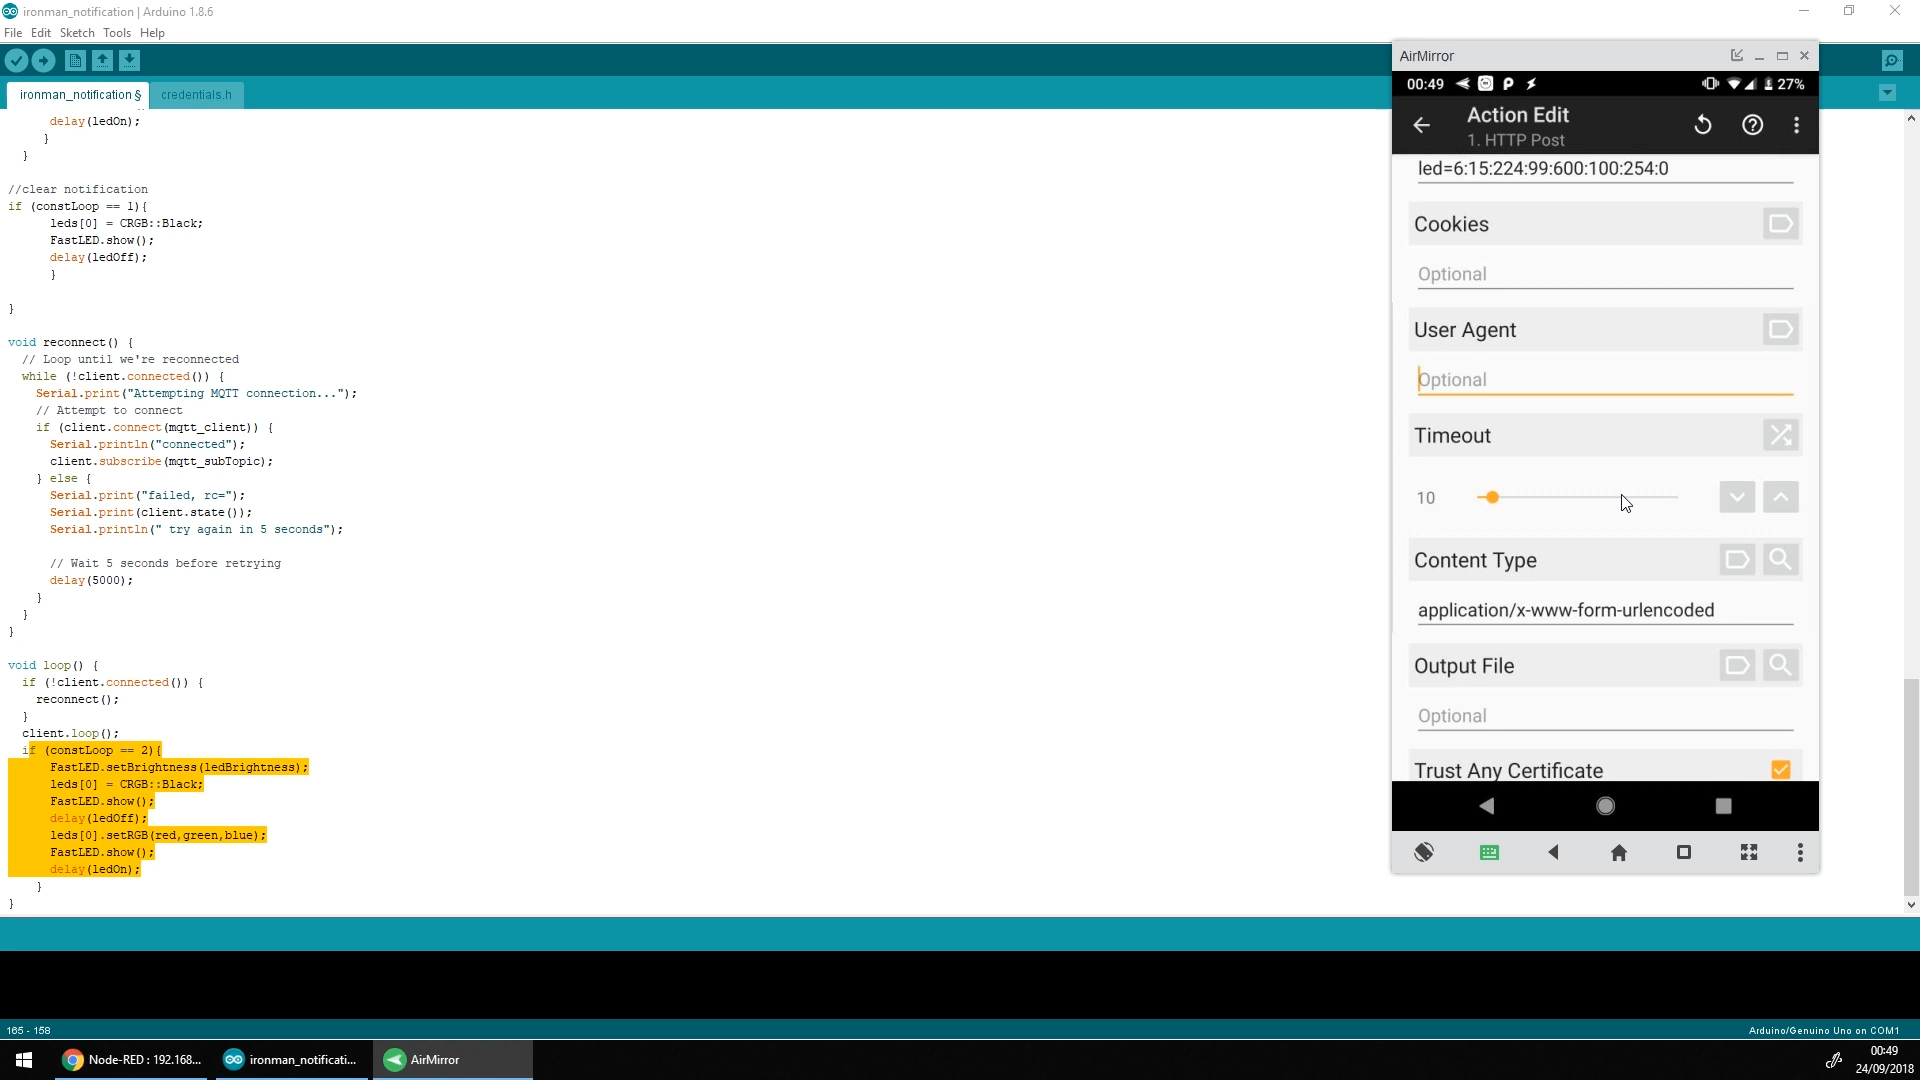 ironman_notification | Arduino 1.8.6
File Edit Sketch Tools Help
ironman_notification § credentials.h
delay(ledOn);
}
}
//clear notification
if (constLoop == 1){
leds[0] = CRGB::Black;
FastLED.show();
delay(ledOff);
}
}
void reconnect() {
// Loop until we're reconnected
while (!client.connected()) {
Serial.print("Attempting MQTT connection...");
// Attempt to connect
if (client.connect(mqtt_client)) {
Serial.println("connected");
client.subscribe(mqtt_subTopic);
} else {
Serial.print("failed, rc=");
Serial.print(client.state());
Serial.println(" try again in 5 seconds");
// Wait 5 seconds before retrying
delay(5000);
}
}
}
void loop() {
if (!client.connected()) {
reconnect();
}
client.loop();
if (constLoop == 2){
FastLED.setBrightness(ledBrightness);
leds[0] = CRGB::Black;
FastLED.show();
delay(ledOff);
leds[0].setRGB(red,green,blue);
FastLED.show();
delay(ledOn);
}
}
AirMirror
00:49 27%
Action Edit
1. HTTP Post
led=6:15:224:99:600:100:254:0
Cookies
Optional
User Agent
Optional
Timeout
10
Content Type
application/x-www-form-urlencoded
Output File
Optional
Trust Any Certificate
165 - 158
Arduino/Genuino Uno on COM1
Node-RED : 192.168... ironman_notificati... AirMirror
00:49
24/09/2018